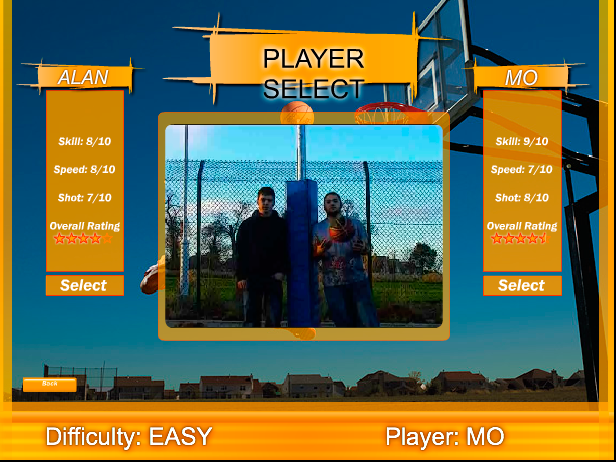 PLAYER
SELECT
ALAN
Skill: 8/10
Speed: 8/10
Shot: 7/10
Overall Rating
Select
MO
Skill: 9/10
Speed: 7/10
Shot: 8/10
Overall Rating
Select
Back
Difficulty: EASY
Player: MO